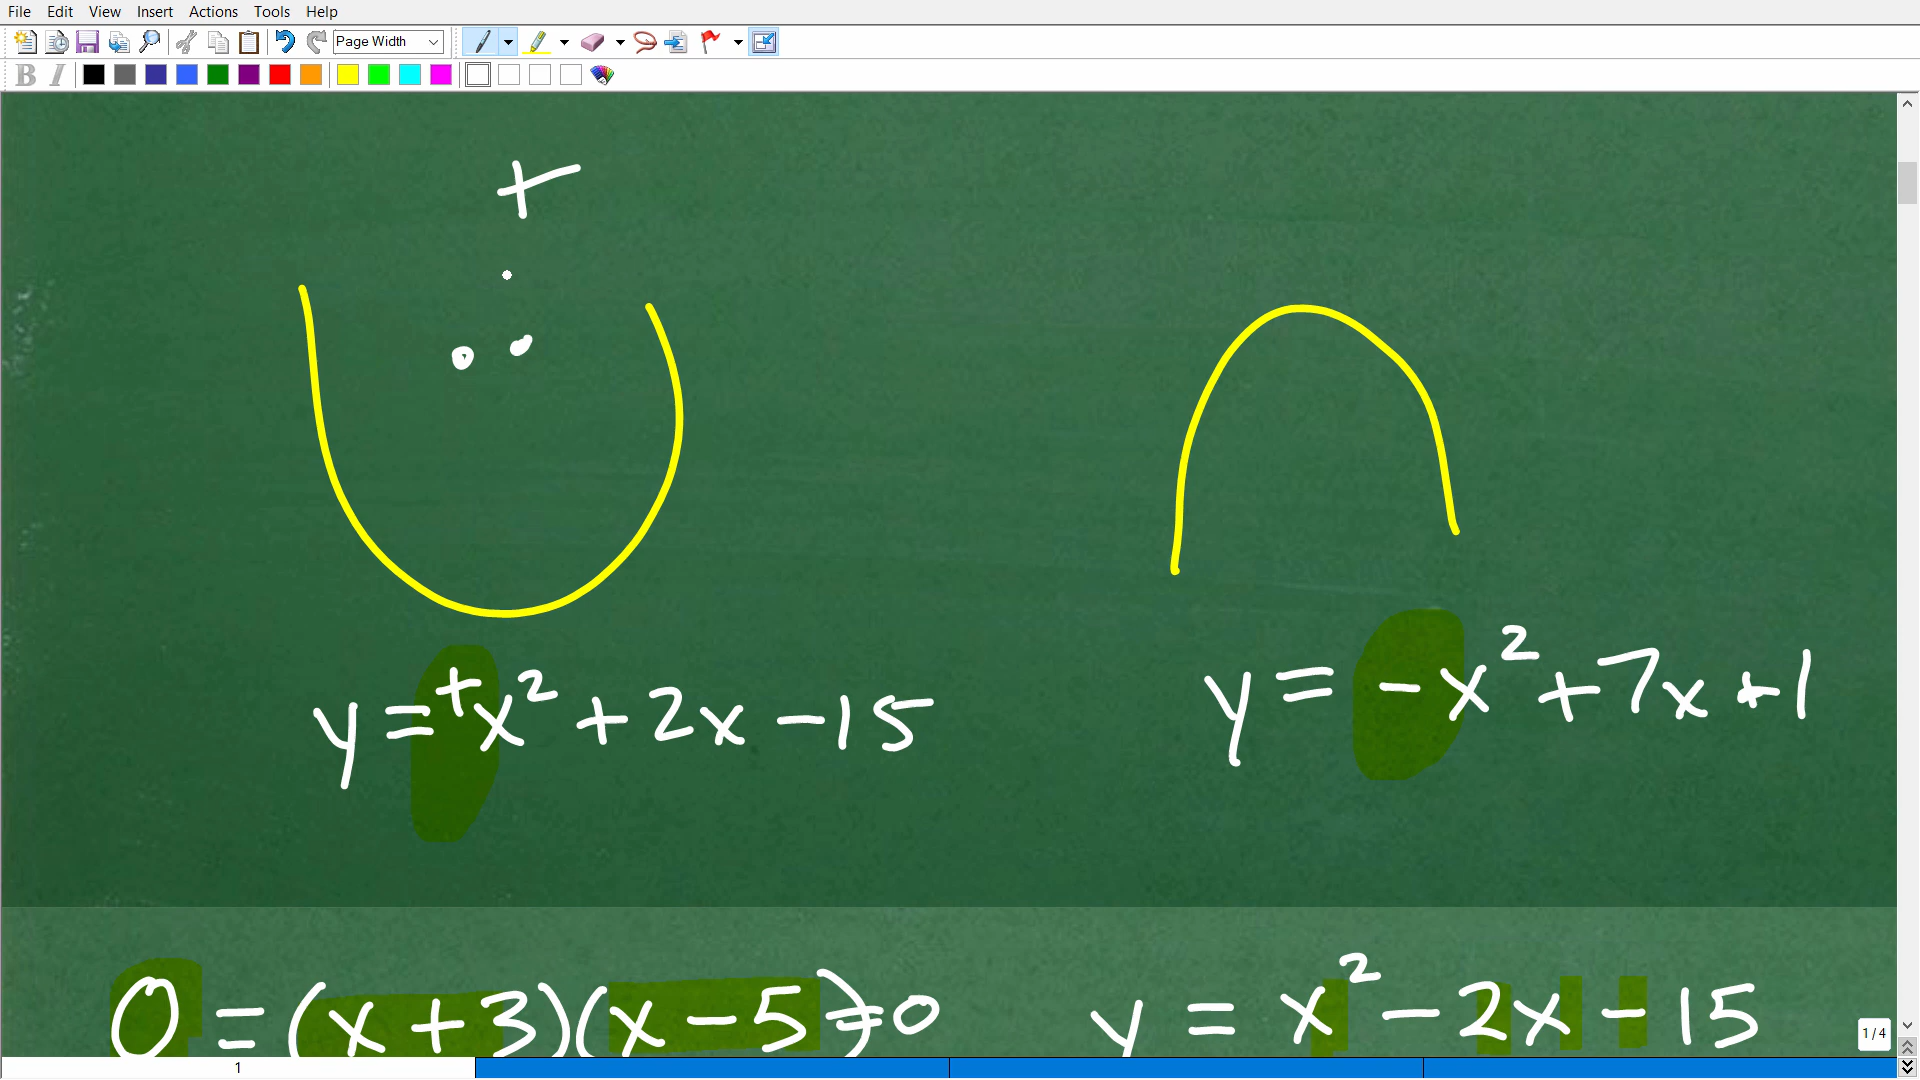 File Edit View Insert Actions Tools Help
Page Width
B I
+
y = +x² + 2x - 15
y = -x² + 7x + 1
0 = (x + 3)(x - 5) = 0
y = x² - 2x - 15
1 / 4
1